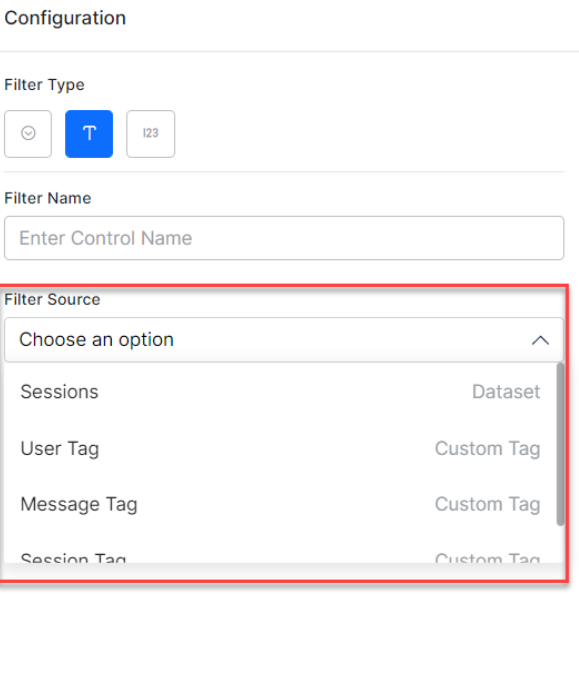 Configuration
Filter Type
T 123
Filter Name
Enter Control Name
Filter Source
Choose an option
Sessions Dataset
User Tag Custom Tag
Message Tag Custom Tag
Session Tag Custom Tag